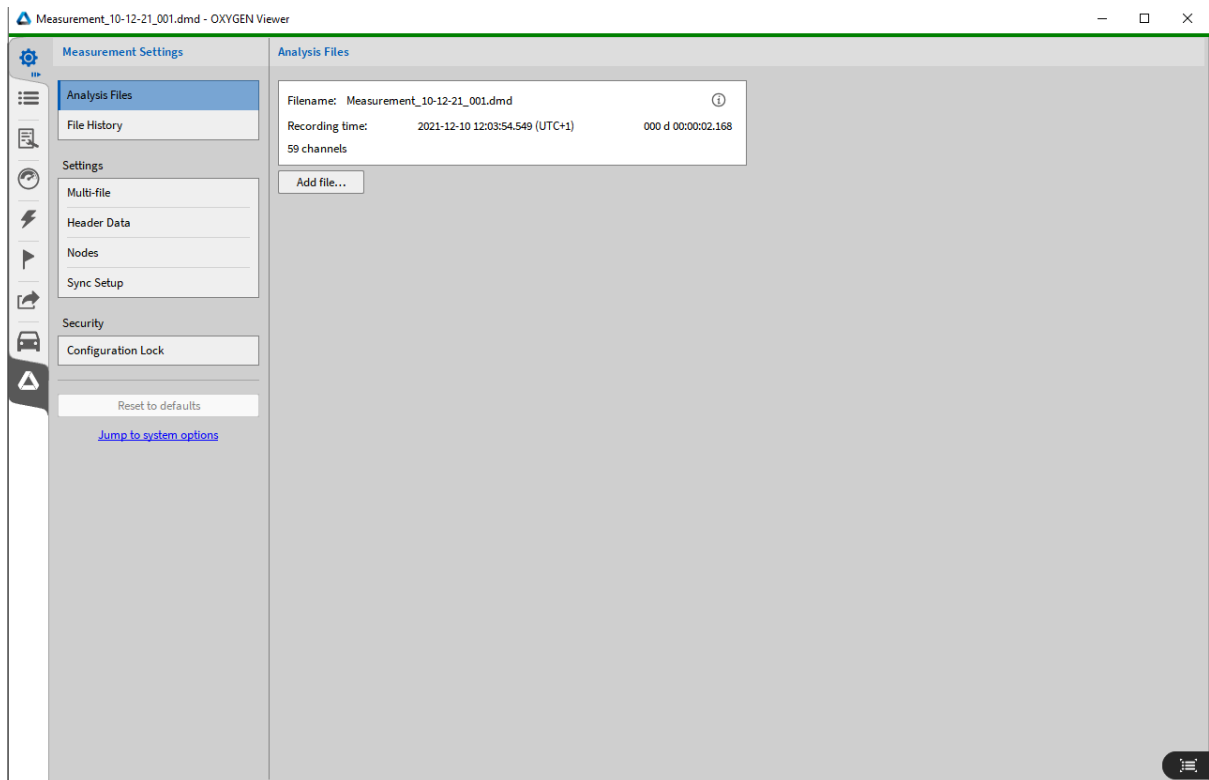 Measurement_10-12-21_001.dmd - OXYGEN Viewer
Measurement Settings
Analysis Files
File History
Settings
Multi-file
Header Data
Nodes
Sync Setup
Security
Configuration Lock
Reset to defaults
Jump to system options
Analysis Files
Filename: Measurement_10-12-21_001.dmd
Recording time: 2021-12-10 12:03:54.549 (UTC+1) 000 d 00:00:02.168
59 channels
Add file...